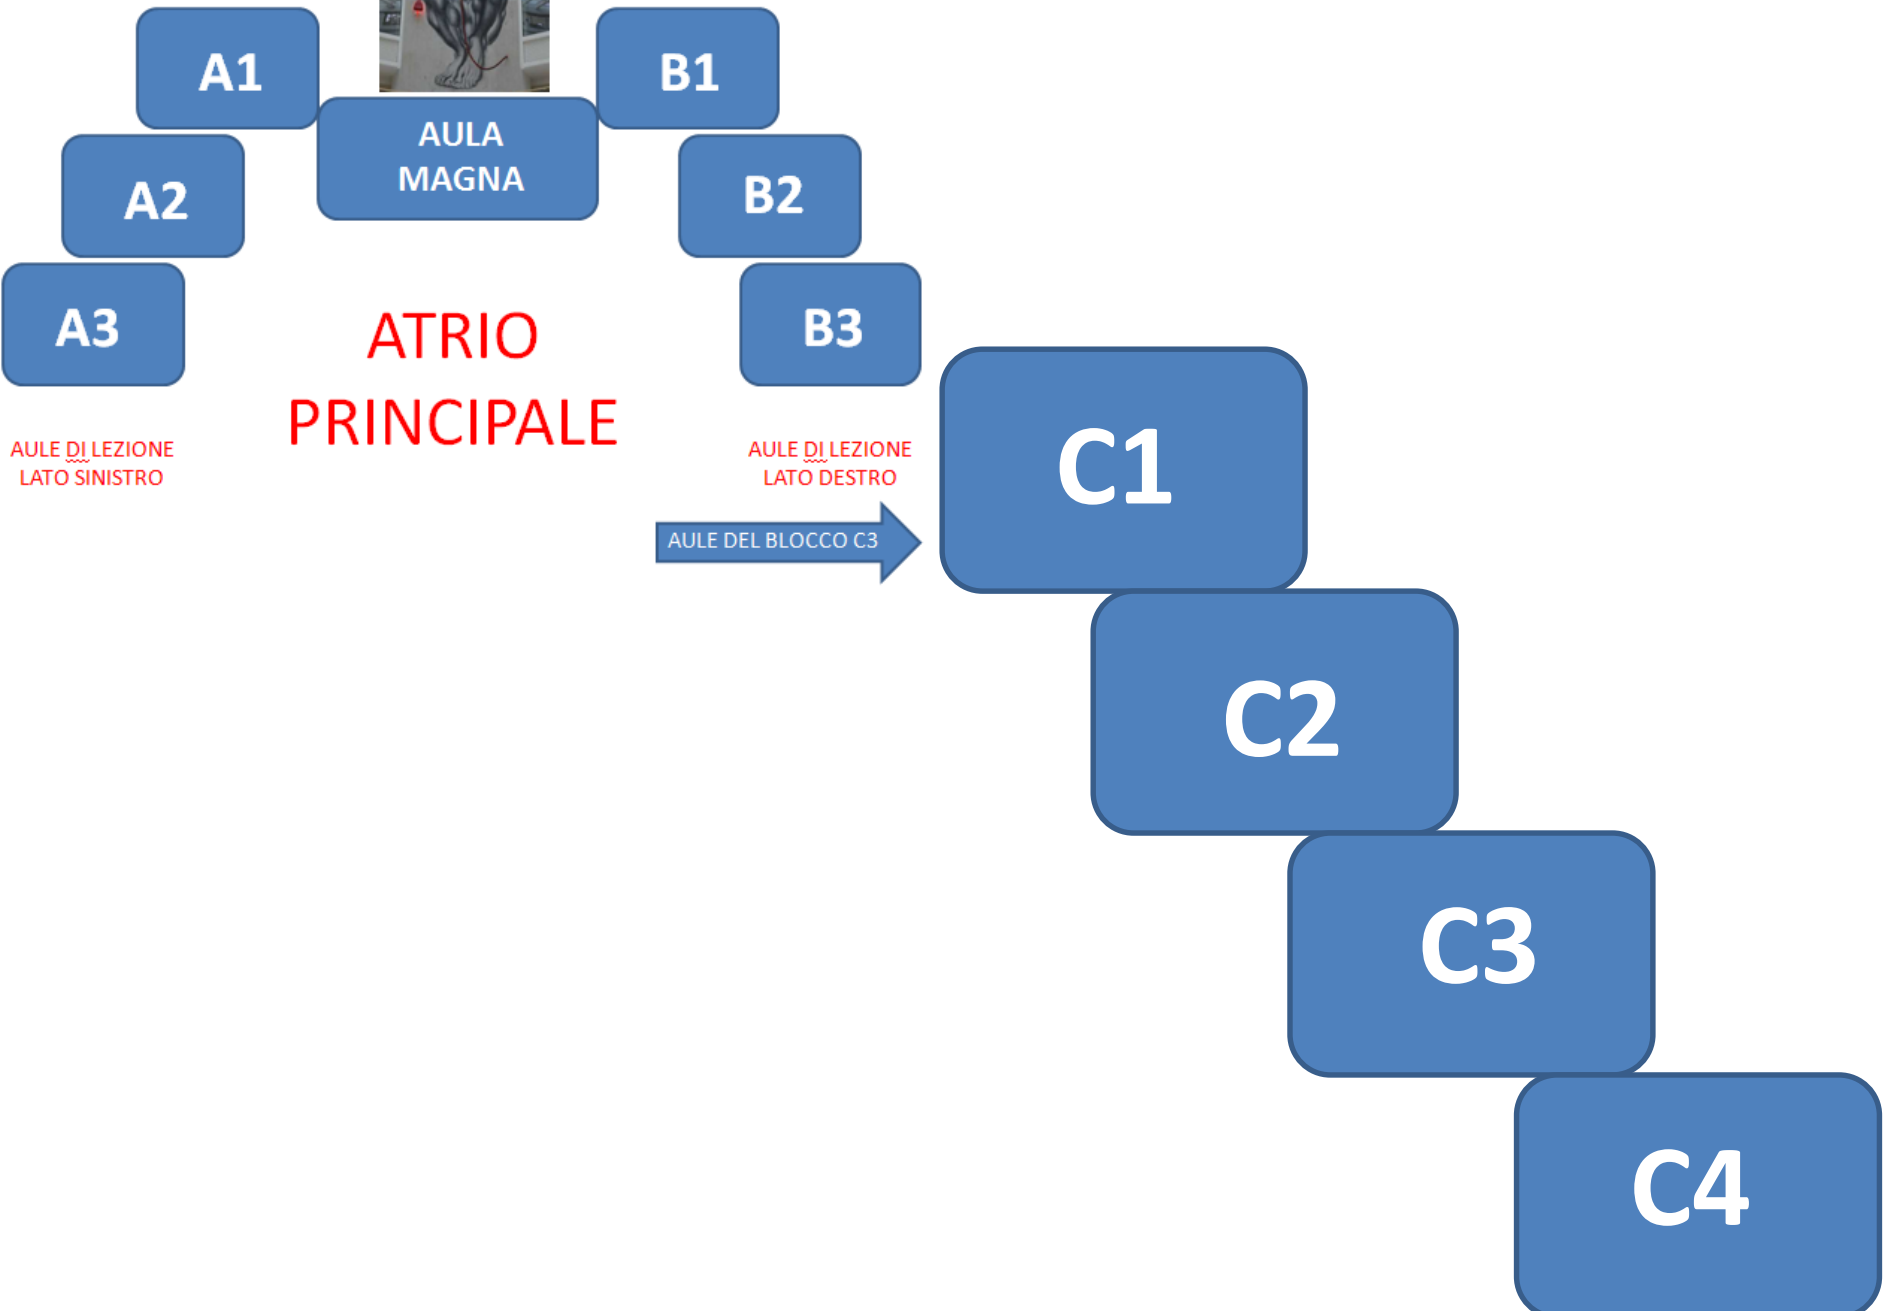 A1
B1
AULA
MAGNA
A2
B2
A3
B3
ATRIO
PRINCIPALE
AULE DI LEZIONE
LATO SINISTRO
AULE DI LEZIONE
LATO DESTRO
AULE DEL BLOCCO C3
C1
C2
C3
C4